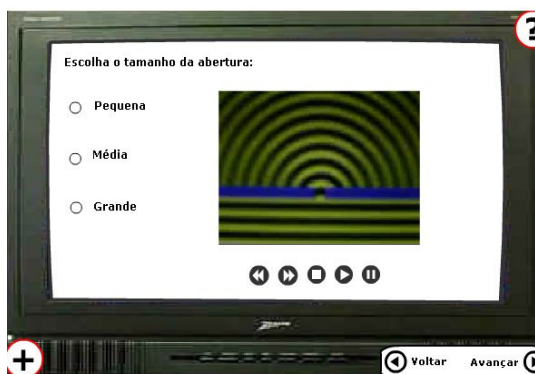 ?
Escolha o tamanho da abertura:
Pequena
Média
Grande
+
Voltar
Avançar